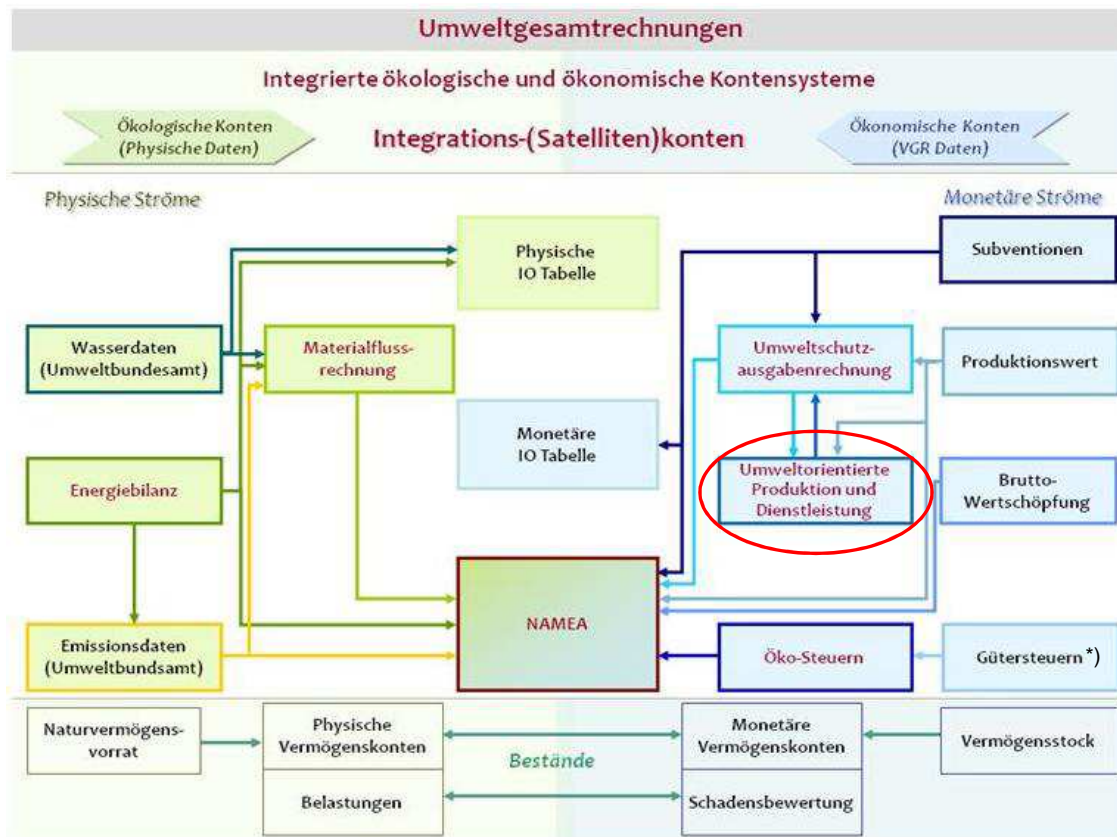 Umweltgesamtrechnungen
Integrierte ökologische und ökonomische Kontensysteme
Ökologische Konten
(Physische Daten)
Integrations-(Satelliten)konten
Ökonomische Konten
(VGR Daten)
Physische Ströme
Monetäre Ströme
Physische
IO Tabelle
Subventionen
Wasserdaten
(Umweltbundesamt)
Materialfluss-
rechnung
Umweltschutz-
ausgabenrechnung
Produktionswert
Monetäre
IO Tabelle
Energiebilanz
Umweltorientierte
Produktion und
Dienstleistung
Brutto-
Wertschöpfung
NAMEA
Emissionsdaten
(Umweltbundsamt)
Öko-Steuern
Gütersteuern *)
Naturvermögens-
vorrat
Physische
Vermögenskonten
Bestände
Monetäre
Vermögenskonten
Vermögensstock
Belastungen
Schadensbewertung